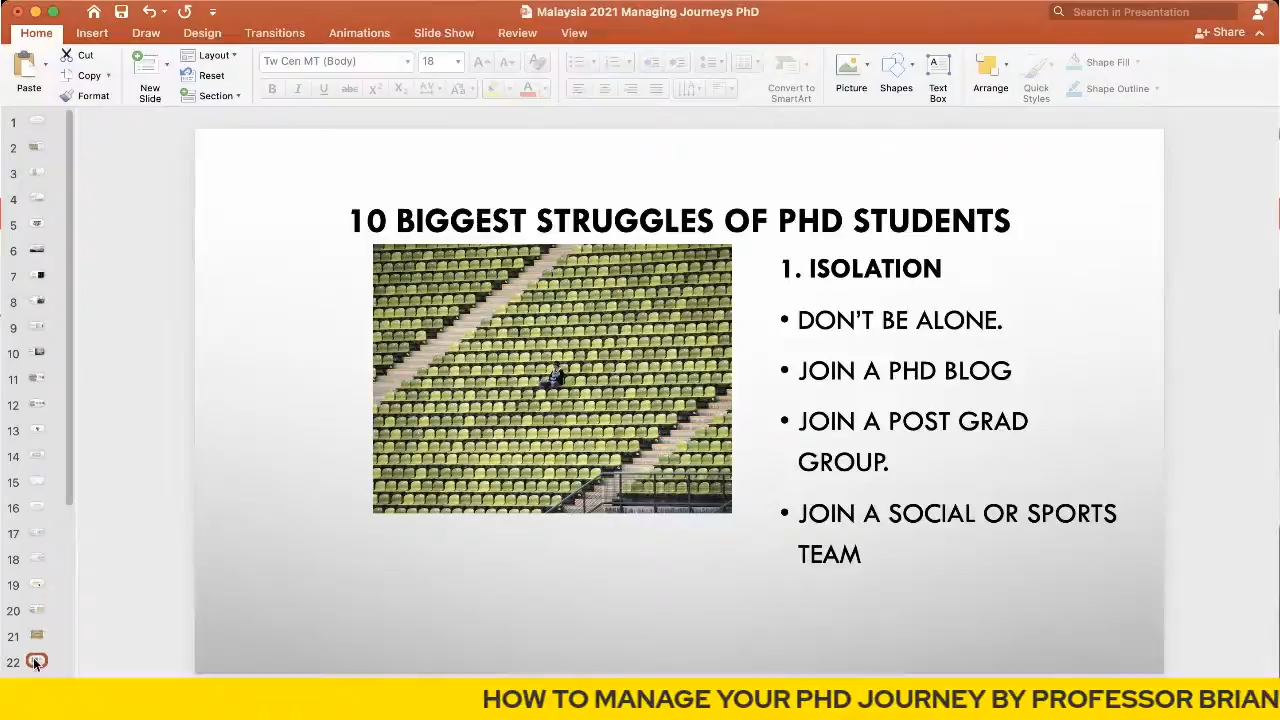 Malaysia 2021 Managing Journeys PhD
Search in Presentation
Home Insert Draw Design Transitions Animations Slide Show Review View
Share
Paste
Cut
Copy
Format
New Slide
Layout
Reset
Section
Tw Cen MT (Body)
18
Convert to SmartArt
Picture
Shapes
Text Box
Arrange
Quick Styles
Shape Fill
Shape Outline
1
2
3
4
5
6
7
8
9
10
11
12
13
14
15
16
17
18
19
20
21
22
10 BIGGEST STRUGGLES OF PHD STUDENTS
1. ISOLATION
• DON'T BE ALONE.
• JOIN A PHD BLOG
• JOIN A POST GRAD
GROUP.
• JOIN A SOCIAL OR SPORTS
TEAM
HOW TO MANAGE YOUR PHD JOURNEY BY PROFESSOR BRIAN